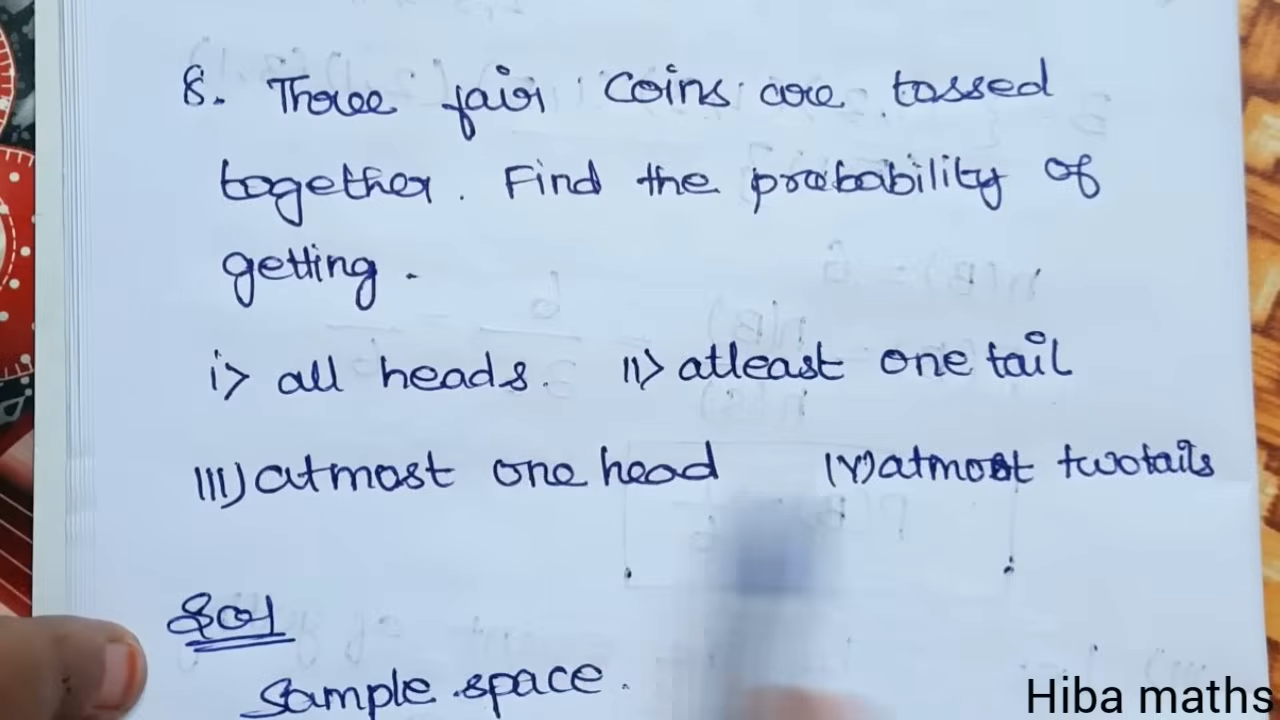 8. Three fair coins are tossed
together. Find the probability of
getting.
i) all heads. ii) atleast one tail
iii) atmost one head iv) atmost two tails
Sol
Sample space.
Hiba maths